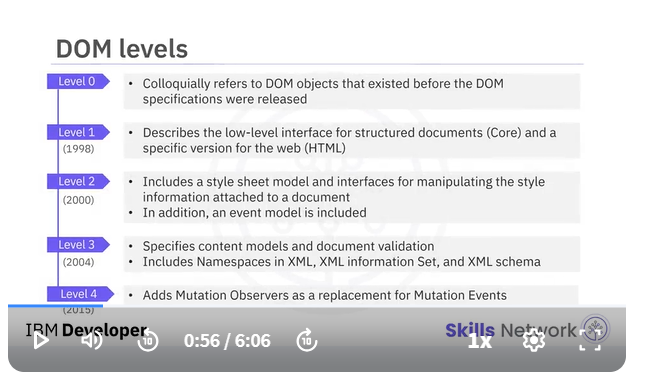 DOM levels
Level 0
• Colloquially refers to DOM objects that existed before the DOM
specifications were released
Level 1
(1998)
• Describes the low-level interface for structured documents (Core) and a
specific version for the web (HTML)
Level 2
(2000)
• Includes a style sheet model and interfaces for manipulating the style
information attached to a document
• In addition, an event model is included
Level 3
(2004)
• Specifies content models and document validation
• Includes Namespaces in XML, XML information Set, and XML schema
Level 4
(2015)
• Adds Mutation Observers as a replacement for Mutation Events
IBM Developer
Skills Network
10
0:56 / 6:06
10
1x